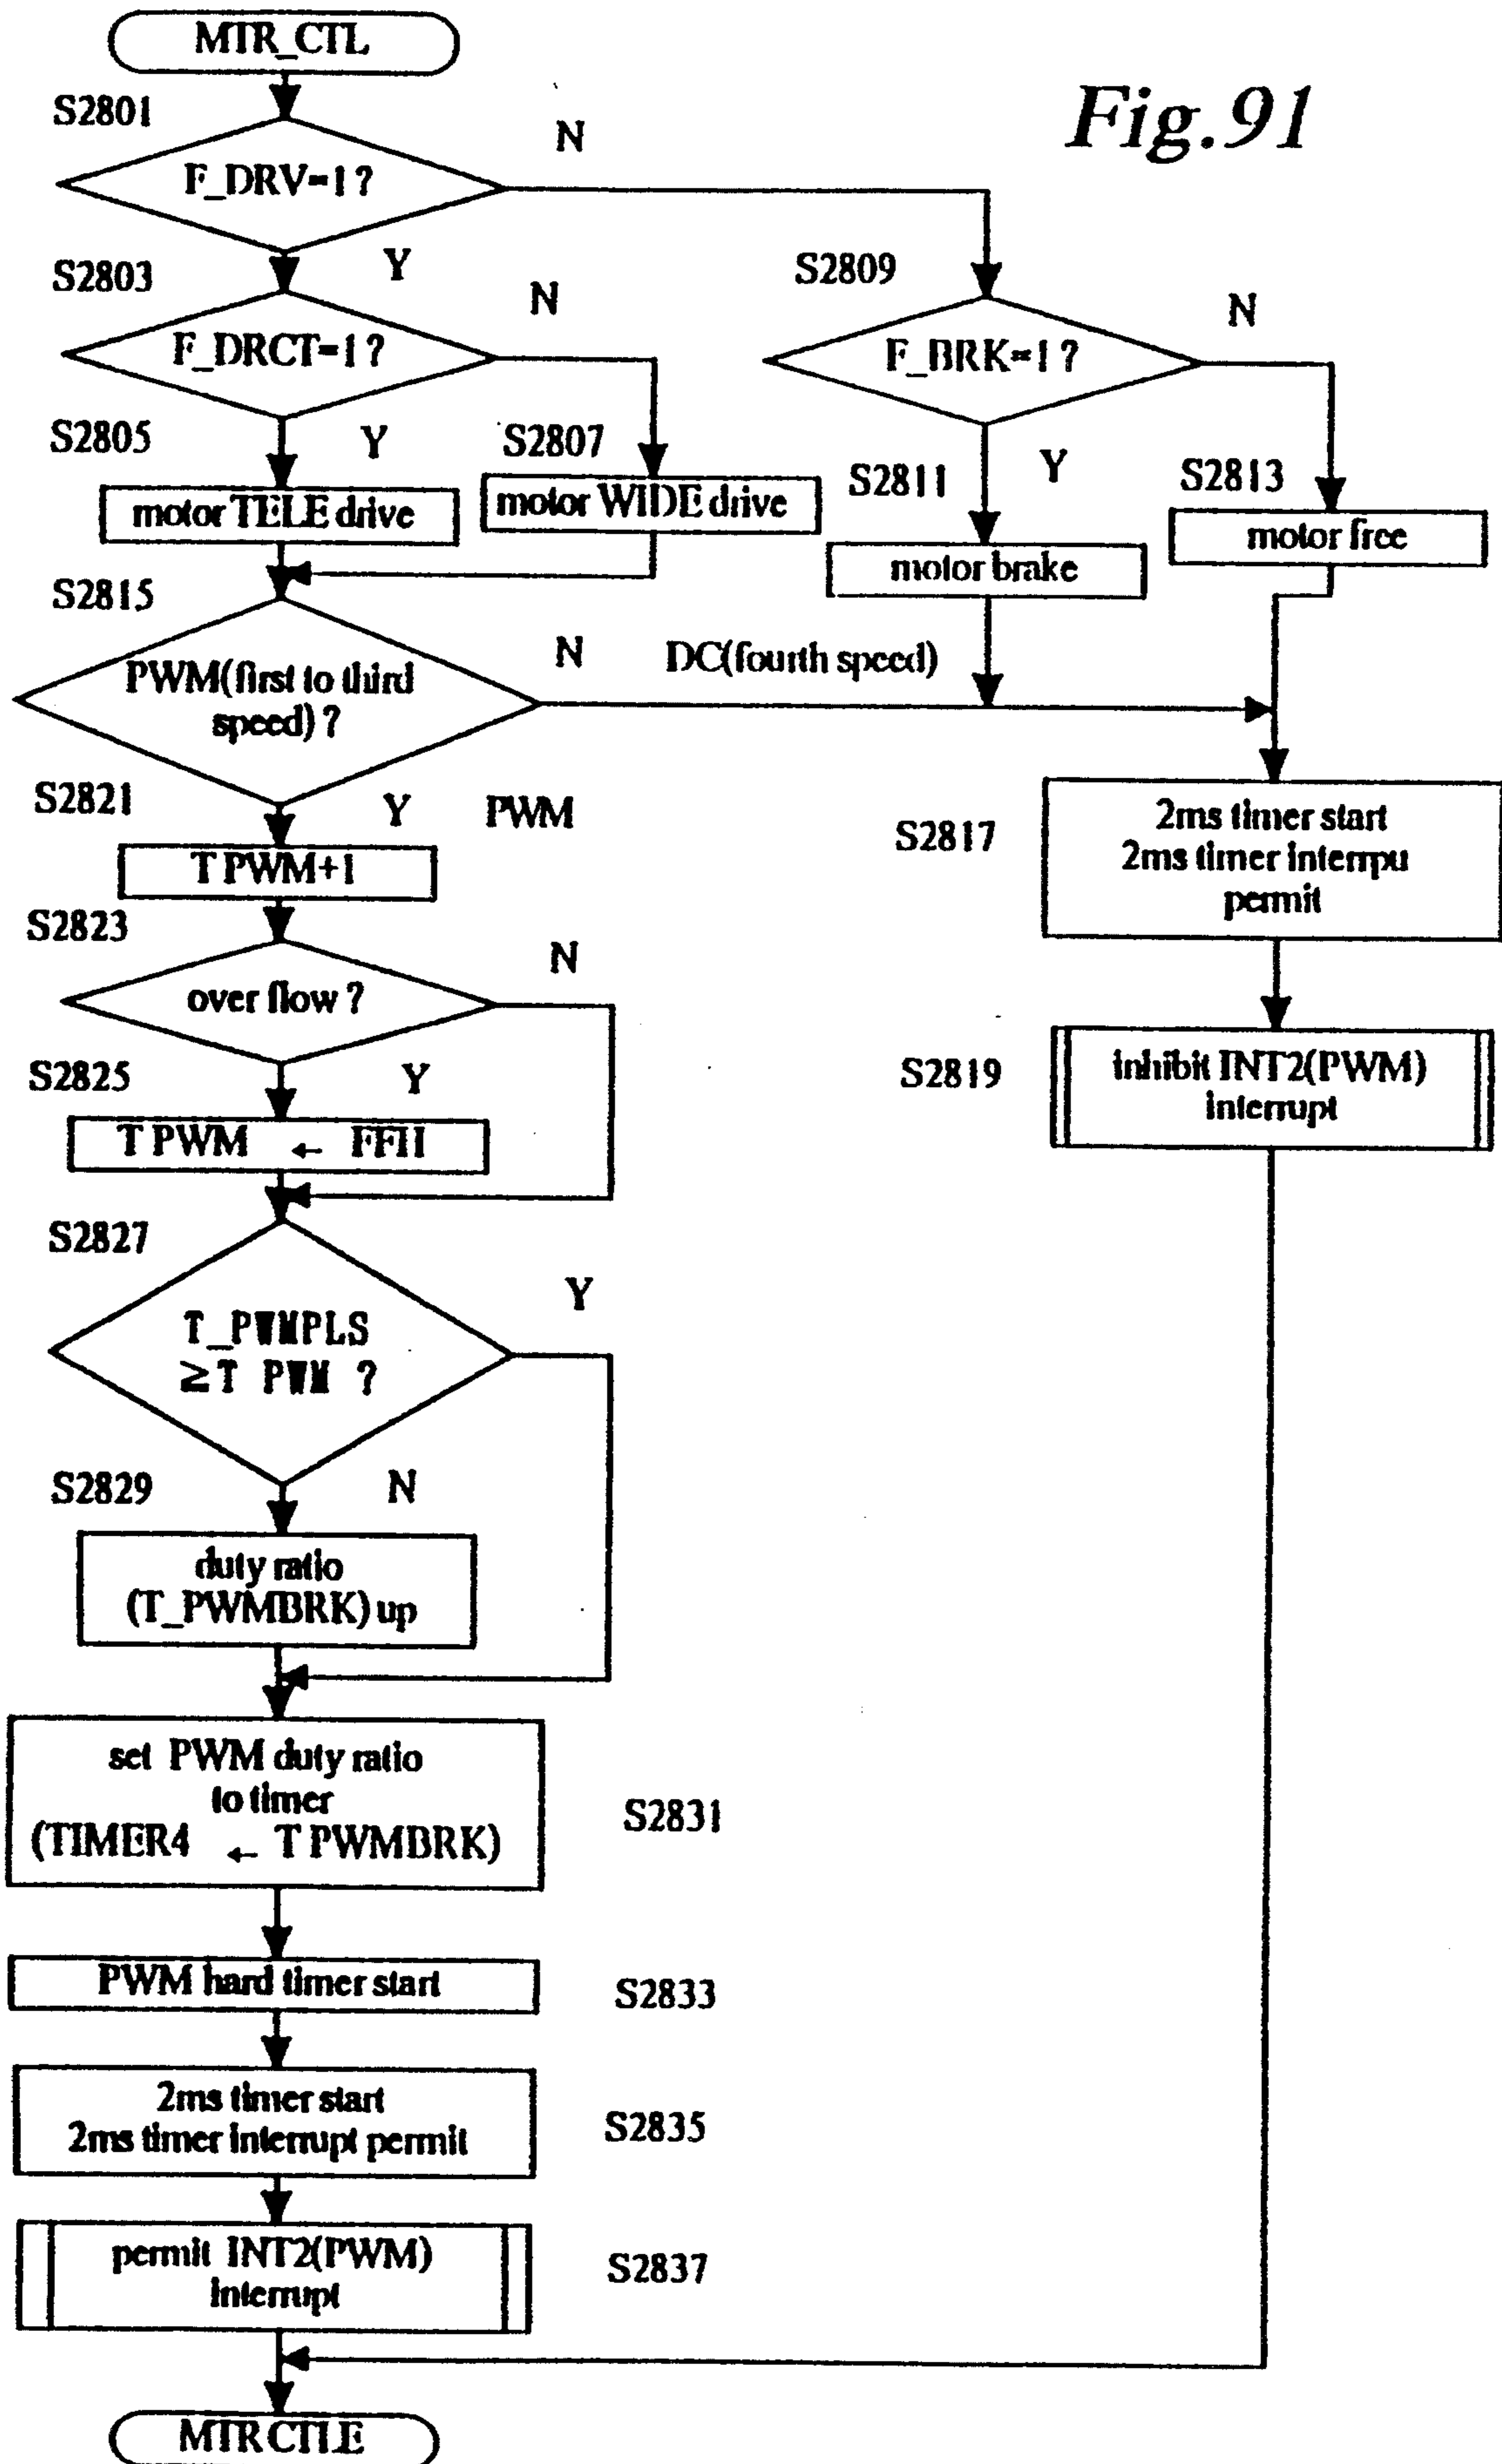 MTR_CTL
Fig.91
S2801
N
F_DRV=1?
Y
S2803
N
S2809
N
F_DRCT=1?
F_BRK=1?
S2805
Y
S2807
S2811
Y
S2813
motor TELE drive
motor WIDE drive
motor brake
motor free
S2815
N
DC(fourth speed)
PWM(first to third
speed)?
S2821
Y
PWM
S2817
2ms timer start
2ms timer interrpu
permit
T PWM+1
S2823
N
over flow?
S2819
inhibit INT2(PWM)
interrupt
S2825
Y
T PWM ← FFH
S2827
Y
T_PWMPLS
≥T PWM ?
S2829
N
duty ratio
(T_PWMBRK) up
set PWM duty ratio
to timer
(TIMER4 ← T PWMBRK)
S2831
PWM hard timer start
S2833
2ms timer start
2ms timer interrupt permit
S2835
permit INT2(PWM)
interrupt
S2837
MTR CTLE